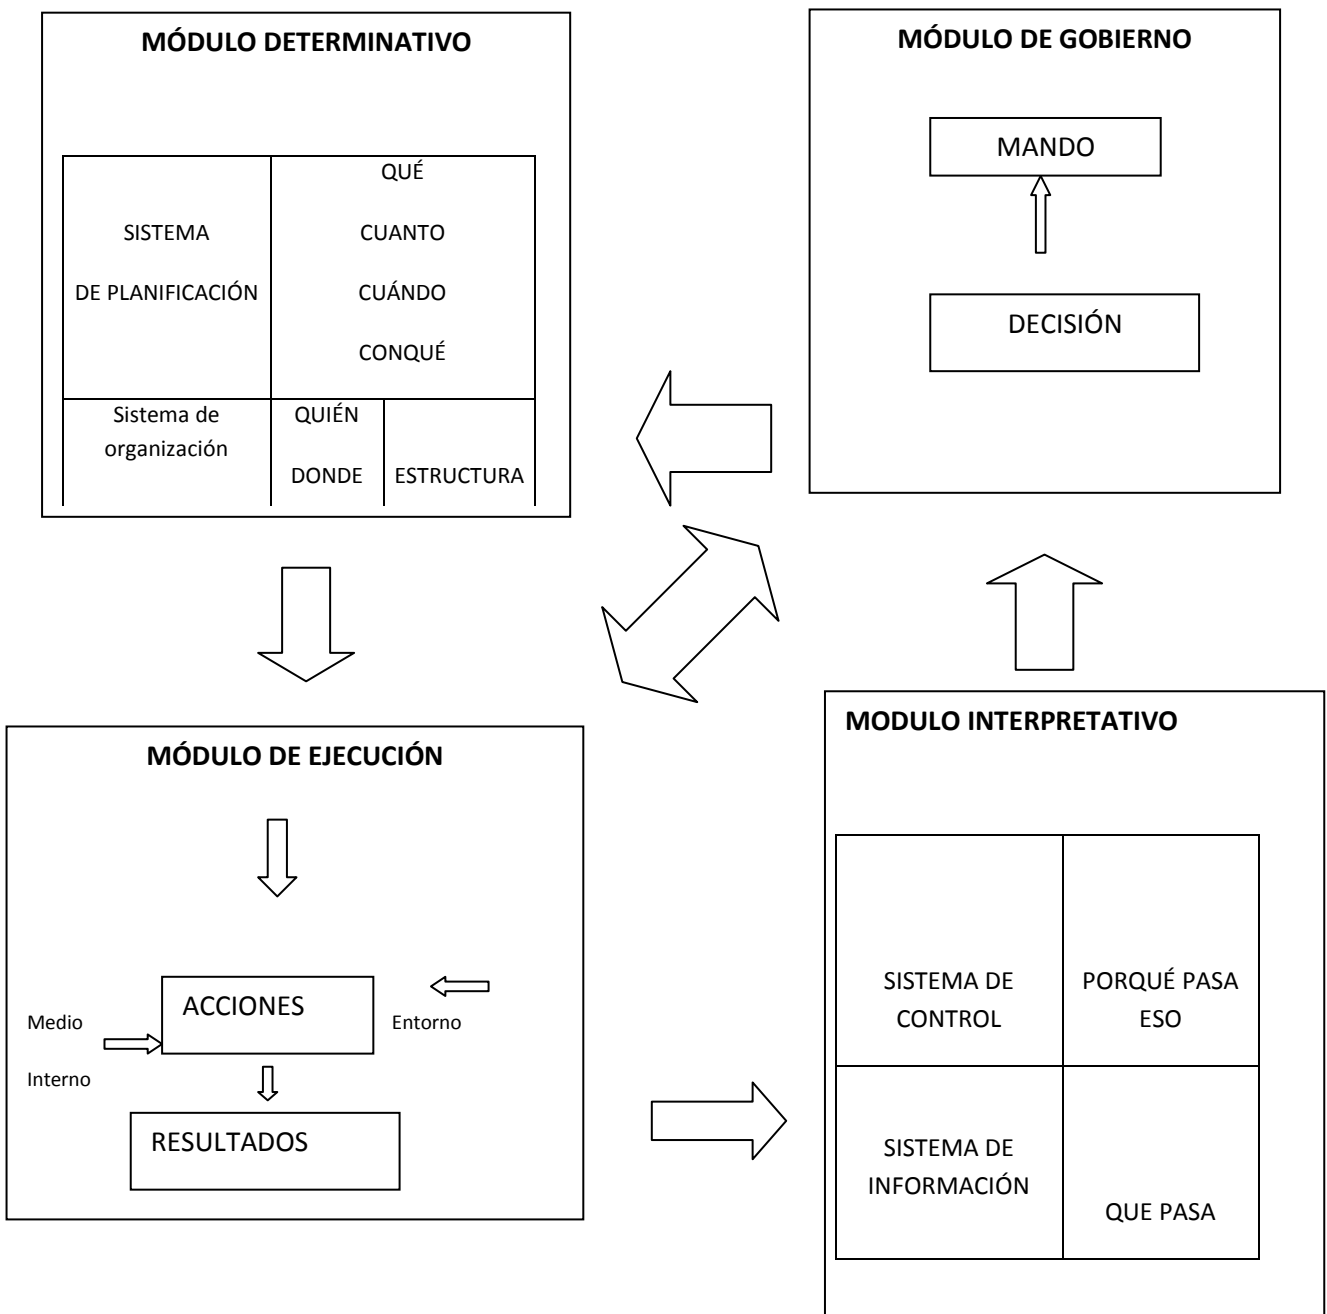 MÓDULO DETERMINATIVO
SISTEMA
DE PLANIFICACIÓN
QUÉ
CUANTO
CUÁNDO
CONQUÉ
Sistema de
organización
QUIÉN
DONDE
ESTRUCTURA
MÓDULO DE GOBIERNO
MANDO
DECISIÓN
MÓDULO DE EJECUCIÓN
ACCIONES
Medio
Interno
Entorno
RESULTADOS
MODULO INTERPRETATIVO
SISTEMA DE
CONTROL
PORQUÉ PASA
ESO
SISTEMA DE
INFORMACIÓN
QUE PASA